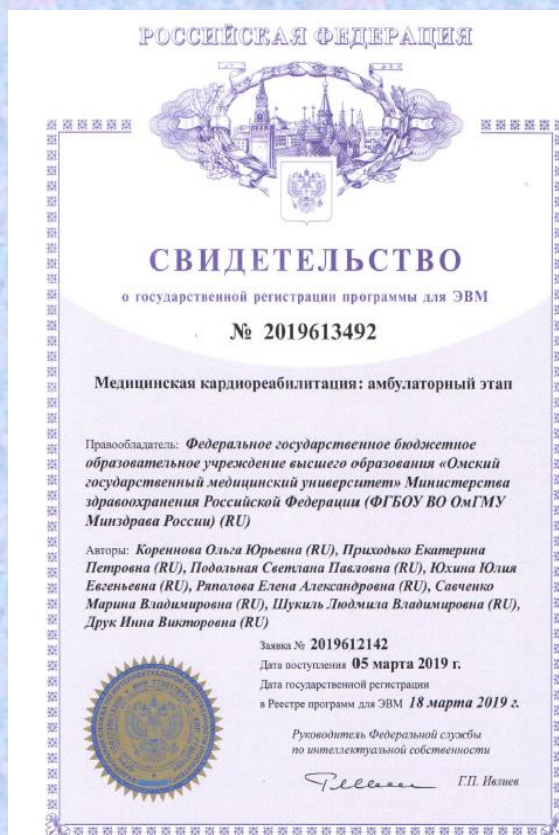 РОССИЙСКАЯ ФЕДЕРАЦИЯ
СВИДЕТЕЛЬСТВО
о государственной регистрации программы для ЭВМ
№ 2019613492
Медицинская кардиореабилитация: амбулаторный этап
Правообладатель: Федеральное государственное бюджетное
образовательное учреждение высшего образования «Омский
государственный медицинский университет» Министерства
здравоохранения Российской Федерации (ФГБОУ ВО ОмГМУ
Минздрава России) (RU)
Авторы: Кореннова Ольга Юрьевна (RU), Приходько Екатерина
Петровна (RU), Подольная Светлана Павловна (RU), Юхина Юлия
Евгеньевна (RU), Ряполова Елена Александровна (RU), Савченко
Марина Владимировна (RU), Шукиль Людмила Владимировна (RU),
Друк Инна Викторовна (RU)
Заявка № 2019612142
Дата поступления 05 марта 2019 г.
Дата государственной регистрации
в Реестре программ для ЭВМ 18 марта 2019 г.
Руководитель Федеральной службы
по интеллектуальной собственности
Г.П. Ивлиев